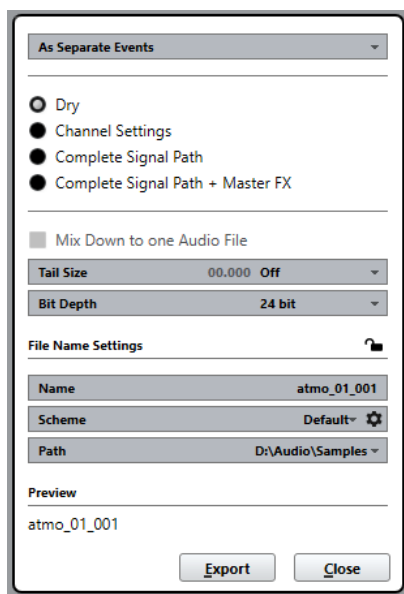 As Separate Events
Dry
Channel Settings
Complete Signal Path
Complete Signal Path + Master FX
Mix Down to one Audio File
Tail Size 00.000 Off
Bit Depth 24 bit
File Name Settings
Name atmo_01_001
Scheme Default
Path D:\Audio\Samples
Preview
atmo_01_001
Export Close